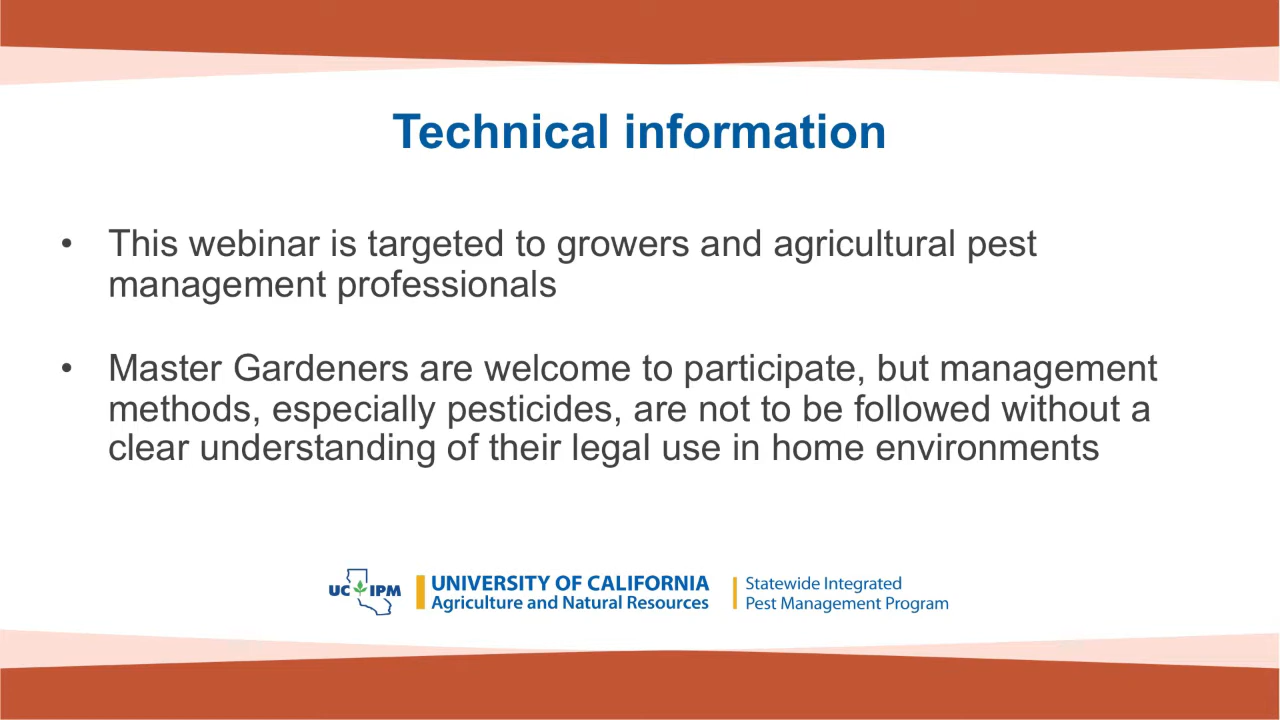 Technical information
• This webinar is targeted to growers and agricultural pest
management professionals
• Master Gardeners are welcome to participate, but management
methods, especially pesticides, are not to be followed without a
clear understanding of their legal use in home environments
UC IPM
UNIVERSITY OF CALIFORNIA
Agriculture and Natural Resources
Statewide Integrated
Pest Management Program